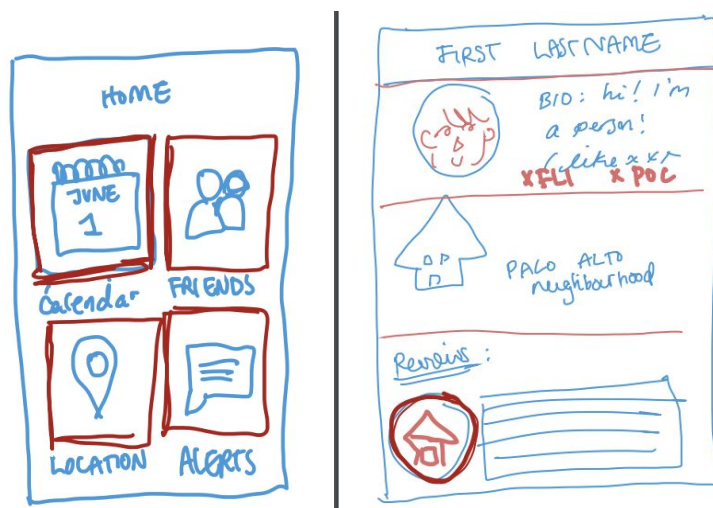 HOME
JUNE
1
Calendar
FRIENDS
LOCATION
ALERTS
FIRST LASTNAME
BIO: hi! I'm
a person!
(like x x
x FLI x POC
PALO ALTO
neighbourhood
Reviews: